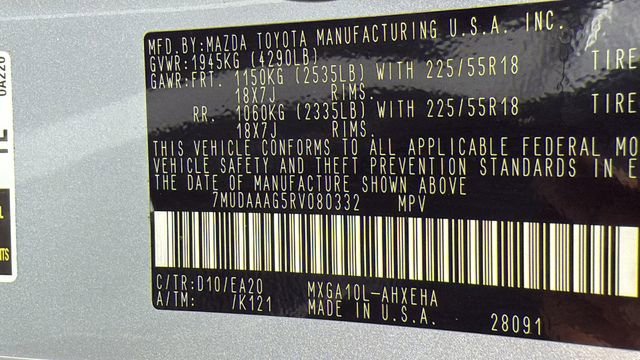 MFD.BY:MAZDA TOYOTA MANUFACTURING U.S.A. INC.
GVWR:1945KG (4290LB)
GAWR:FRT. 1150KG (2535LB) WITH 225/55R18 TIRE
18X7J RIMS.
RR. 1060KG (2335LB) WITH 225/55R18 TIRE
18X7J RIMS.
THIS VEHICLE CONFORMS TO ALL APPLICABLE FEDERAL MO
VEHICLE SAFETY AND THEFT PREVENTION STANDARDS IN E
THE DATE OF MANUFACTURE SHOWN ABOVE
7MUDAAAG5RV080332 MPV
C/TR:D10/EA20 MXGA10L-AHXEHA
A/TM: /K121 MADE IN U.S.A.
28091